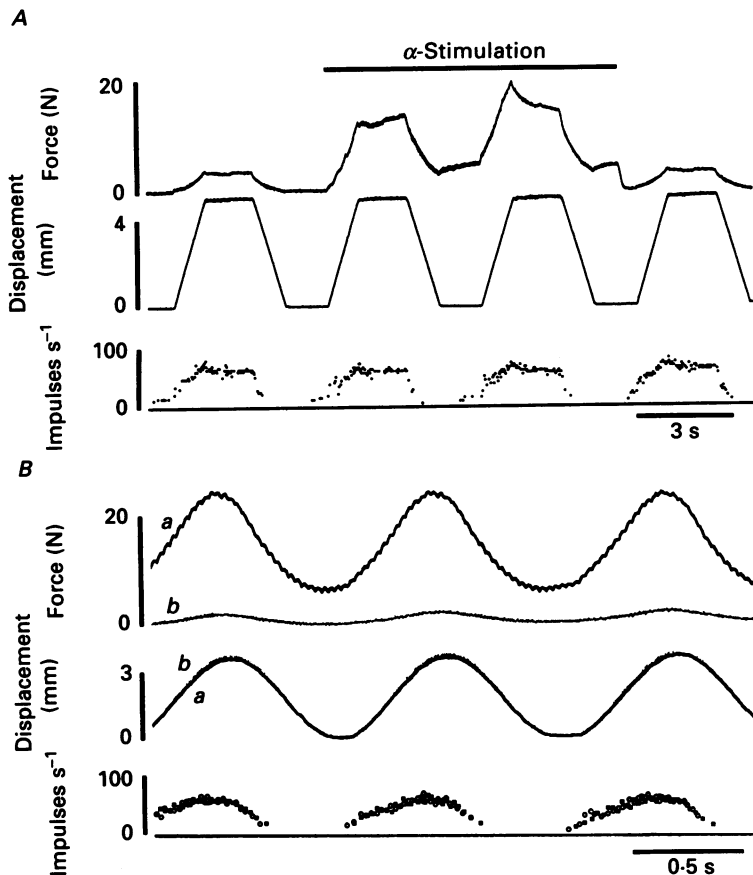 A
α-Stimulation
20
Force (N)
0
4
Displacement (mm)
0
100
Impulses s⁻¹
0
3 s
B
a
20
Force (N)
b
0
b
3
a
Displacement (mm)
0
100
Impulses s⁻¹
0
0·5 s